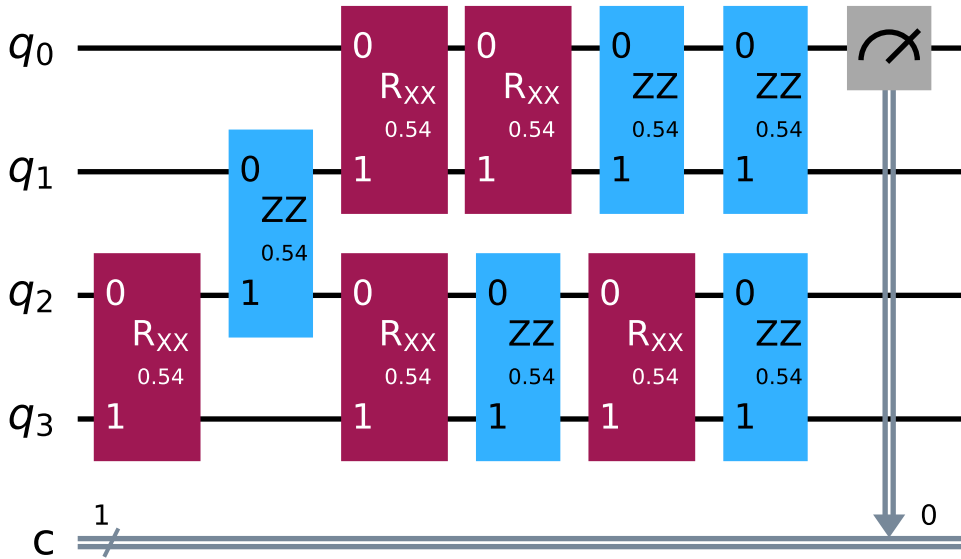 q0 0 0 0 0
RXX RXX ZZ ZZ
0.54 0.54 0.54 0.54
q1 0 1 1 1 1
ZZ
0.54
q2 0 1 0 0 0 0
RXX RXX ZZ RXX ZZ
0.54 0.54 0.54 0.54 0.54
q3 1 1 1 1 1
1 0
c